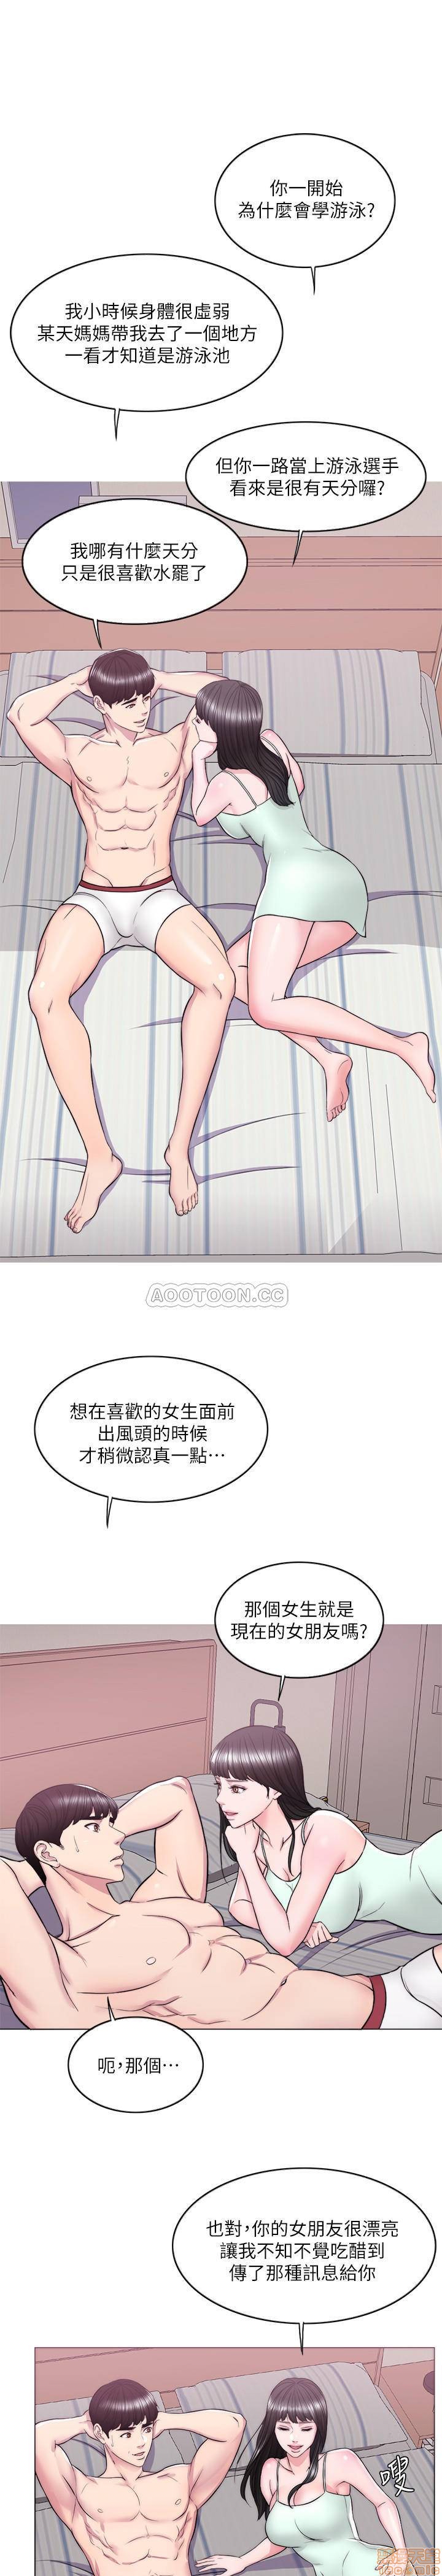 你一開始
為什麼會學游泳?
我小時候身體很虛弱
某天媽媽帶我去了一個地方
一看才知道是游泳池
但你一路當上游泳選手
看來是很有天分囉?
我哪有什麼天分
只是很喜歡水罷了
AOOTOON.CC
想在喜歡的女生面前
出風頭的時候
才稍微認真一點…
那個女生就是
現在的女朋友嗎?
呃,那個…
也對,你的女朋友很漂亮
讓我不知不覺吃醋到
傳了那種訊息給你
嗖